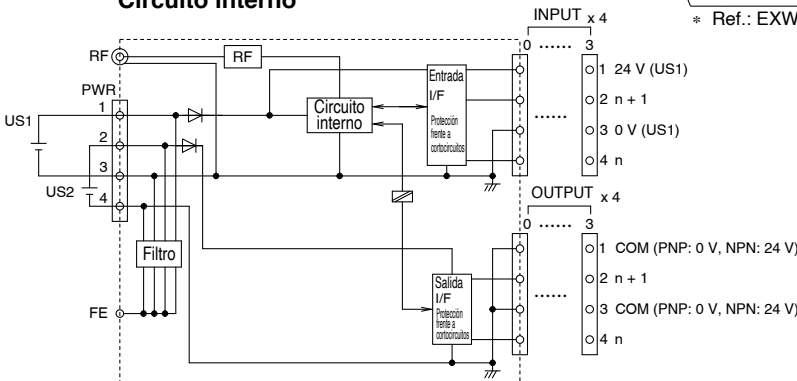 Circuito interno
* Ref.: EXW
INPUT x 4
0 ...... 3
RF
RF
PWR
1
2
3
4
US1
US2
Circuito interno
Entrada
I/F
Protección
frente a
cortocircuitos
......
1 24 V (US1)
2 n + 1
3 0 V (US1)
4 n
OUTPUT x 4
0 ...... 3
Filtro
FE
Salida
I/F
Protección
frente a
cortocircuitos
......
1 COM (PNP: 0 V, NPN: 24 V)
2 n + 1
3 COM (PNP: 0 V, NPN: 24 V)
4 n